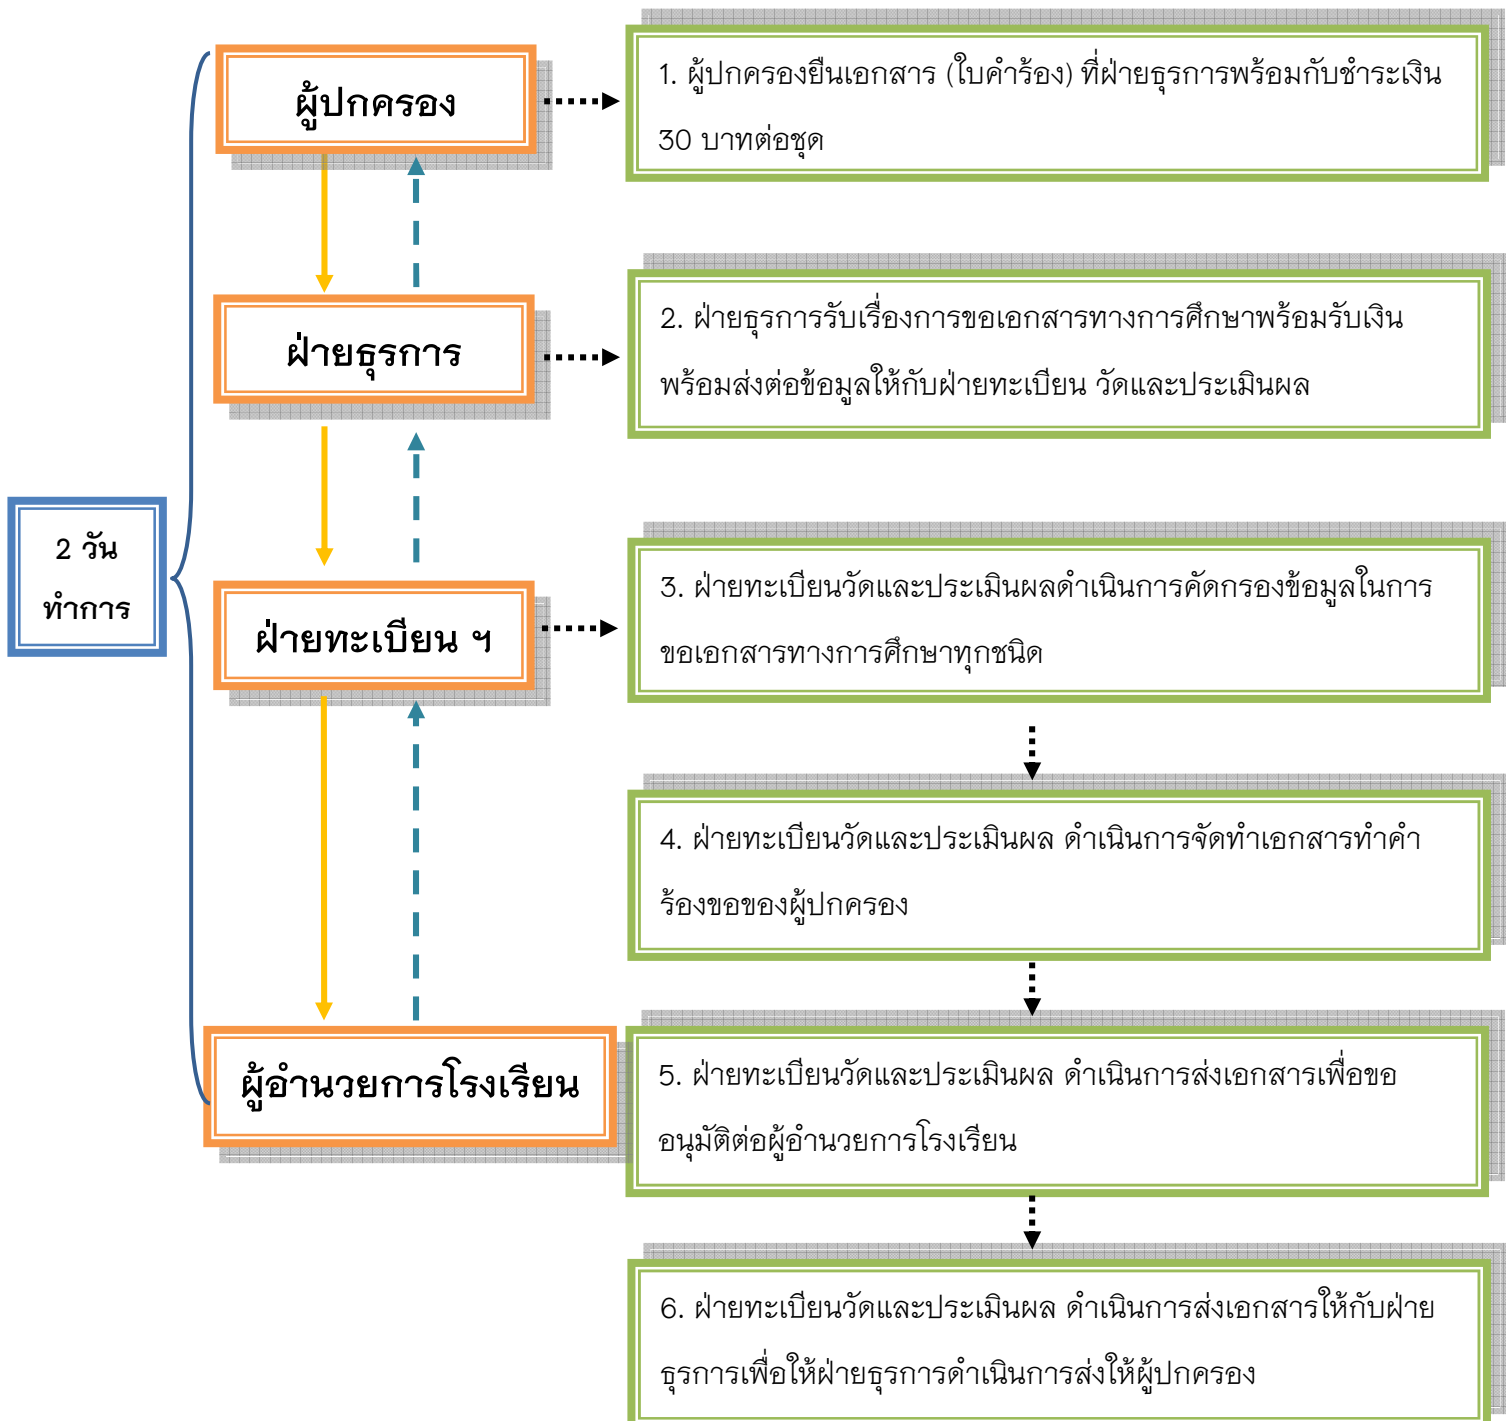 ผู้ปกครอง
1. ผู้ปกครองยืนเอกสาร (ใบคำร้อง) ที่ฝ่ายธุรการพร้อมกับชำระเงิน
30 บาทต่อชุด
ฝ่ายธุรการ
2. ฝ่ายธุรการรับเรื่องการขอเอกสารทางการศึกษาพร้อมรับเงิน
พร้อมส่งต่อข้อมูลให้กับฝ่ายทะเบียน วัดและประเมินผล
2 วัน
ทำการ
ฝ่ายทะเบียน ฯ
3. ฝ่ายทะเบียนวัดและประเมินผลดำเนินการคัดกรองข้อมูลในการ
ขอเอกสารทางการศึกษาทุกชนิด
4. ฝ่ายทะเบียนวัดและประเมินผล ดำเนินการจัดทำเอกสารทำคำ
ร้องขอของผู้ปกครอง
ผู้อำนวยการโรงเรียน
5. ฝ่ายทะเบียนวัดและประเมินผล ดำเนินการส่งเอกสารเพื่อขอ
อนุมัติต่อผู้อำนวยการโรงเรียน
6. ฝ่ายทะเบียนวัดและประเมินผล ดำเนินการส่งเอกสารให้กับฝ่าย
ธุรการเพื่อให้ฝ่ายธุรการดำเนินการส่งให้ผู้ปกครอง